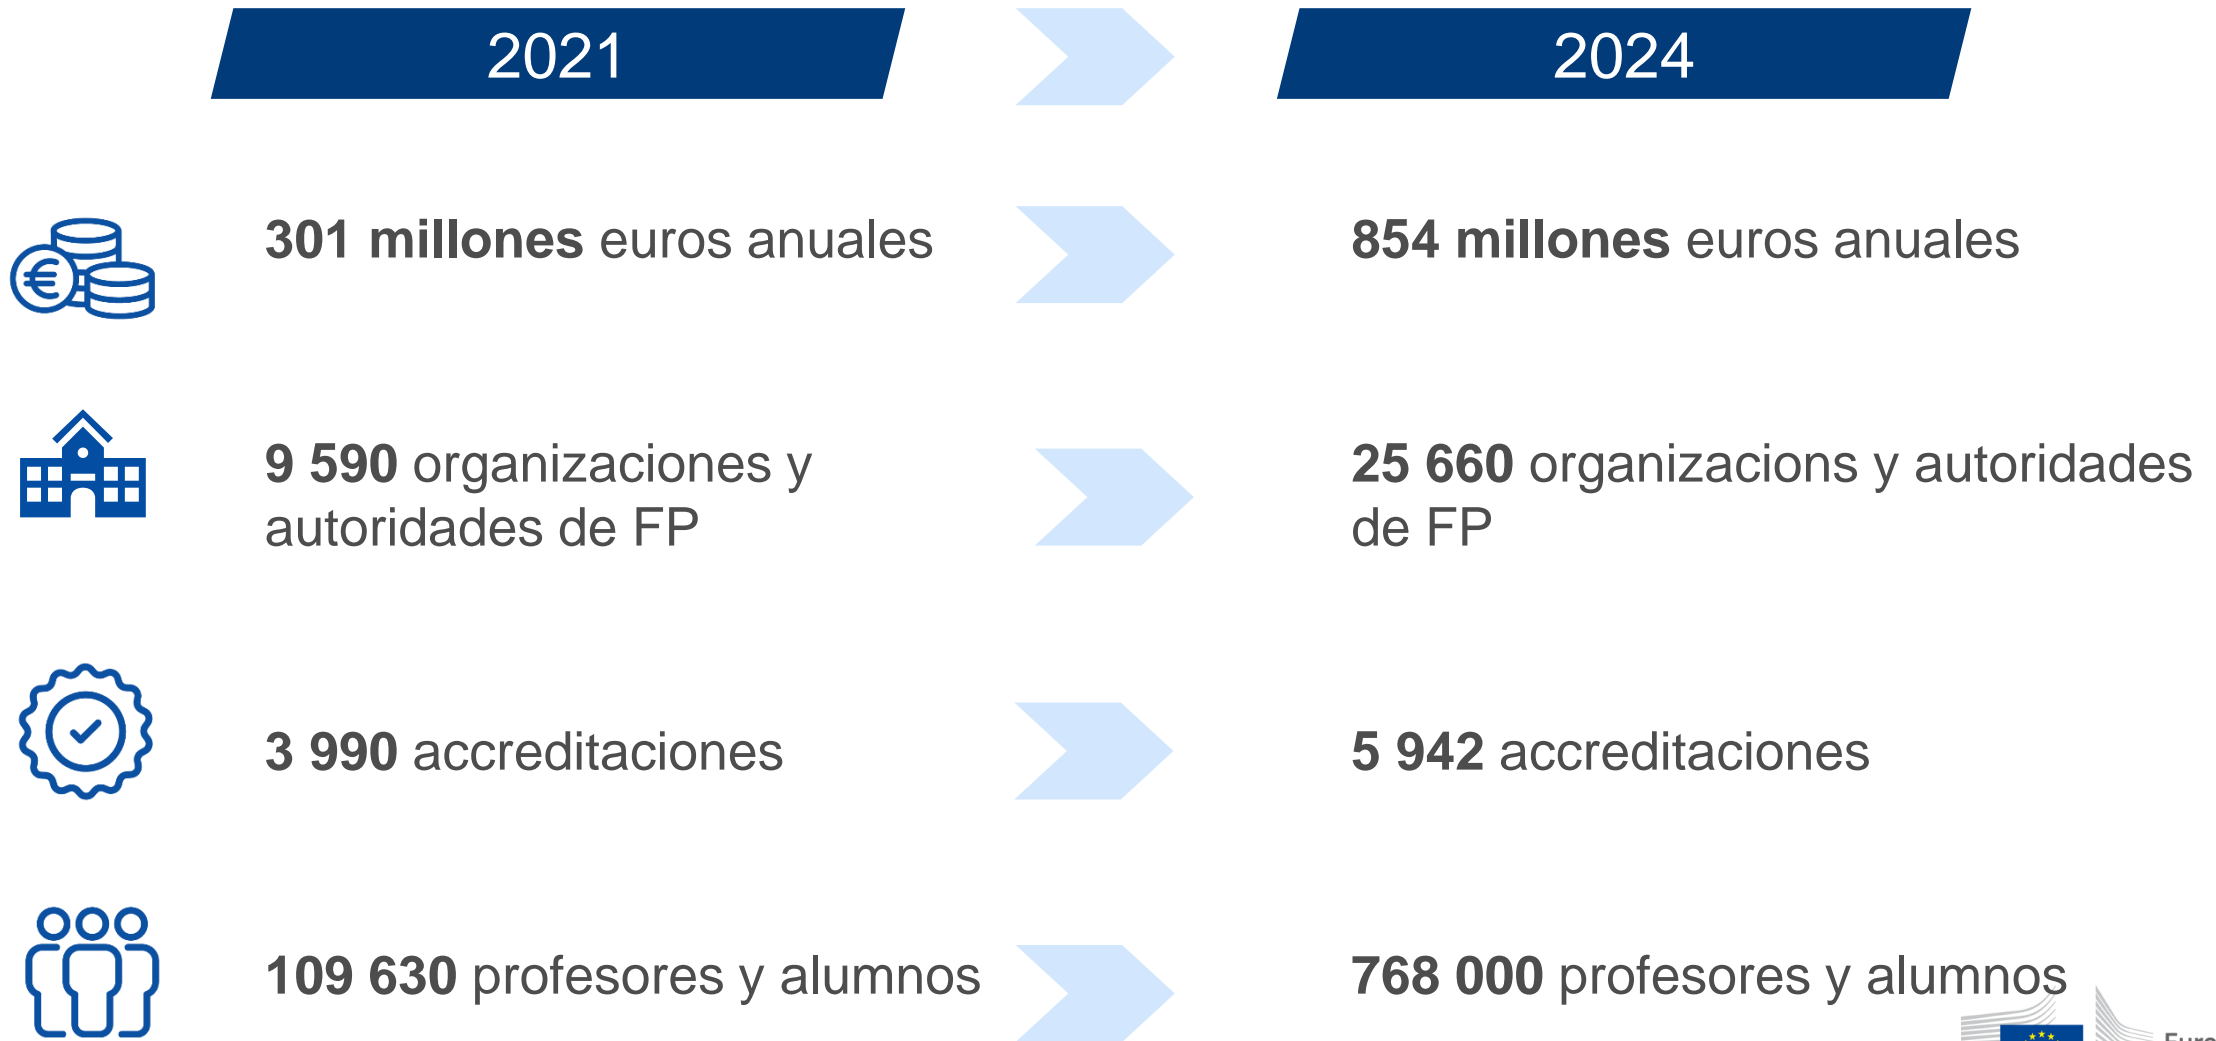 2021
2024
301 millones euros anuales
854 millones euros anuales
9 590 organizaciones y
autoridades de FP
25 660 organizacions y autoridades
de FP
3 990 accreditaciones
5 942 accreditaciones
109 630 profesores y alumnos
768 000 profesores y alumnos